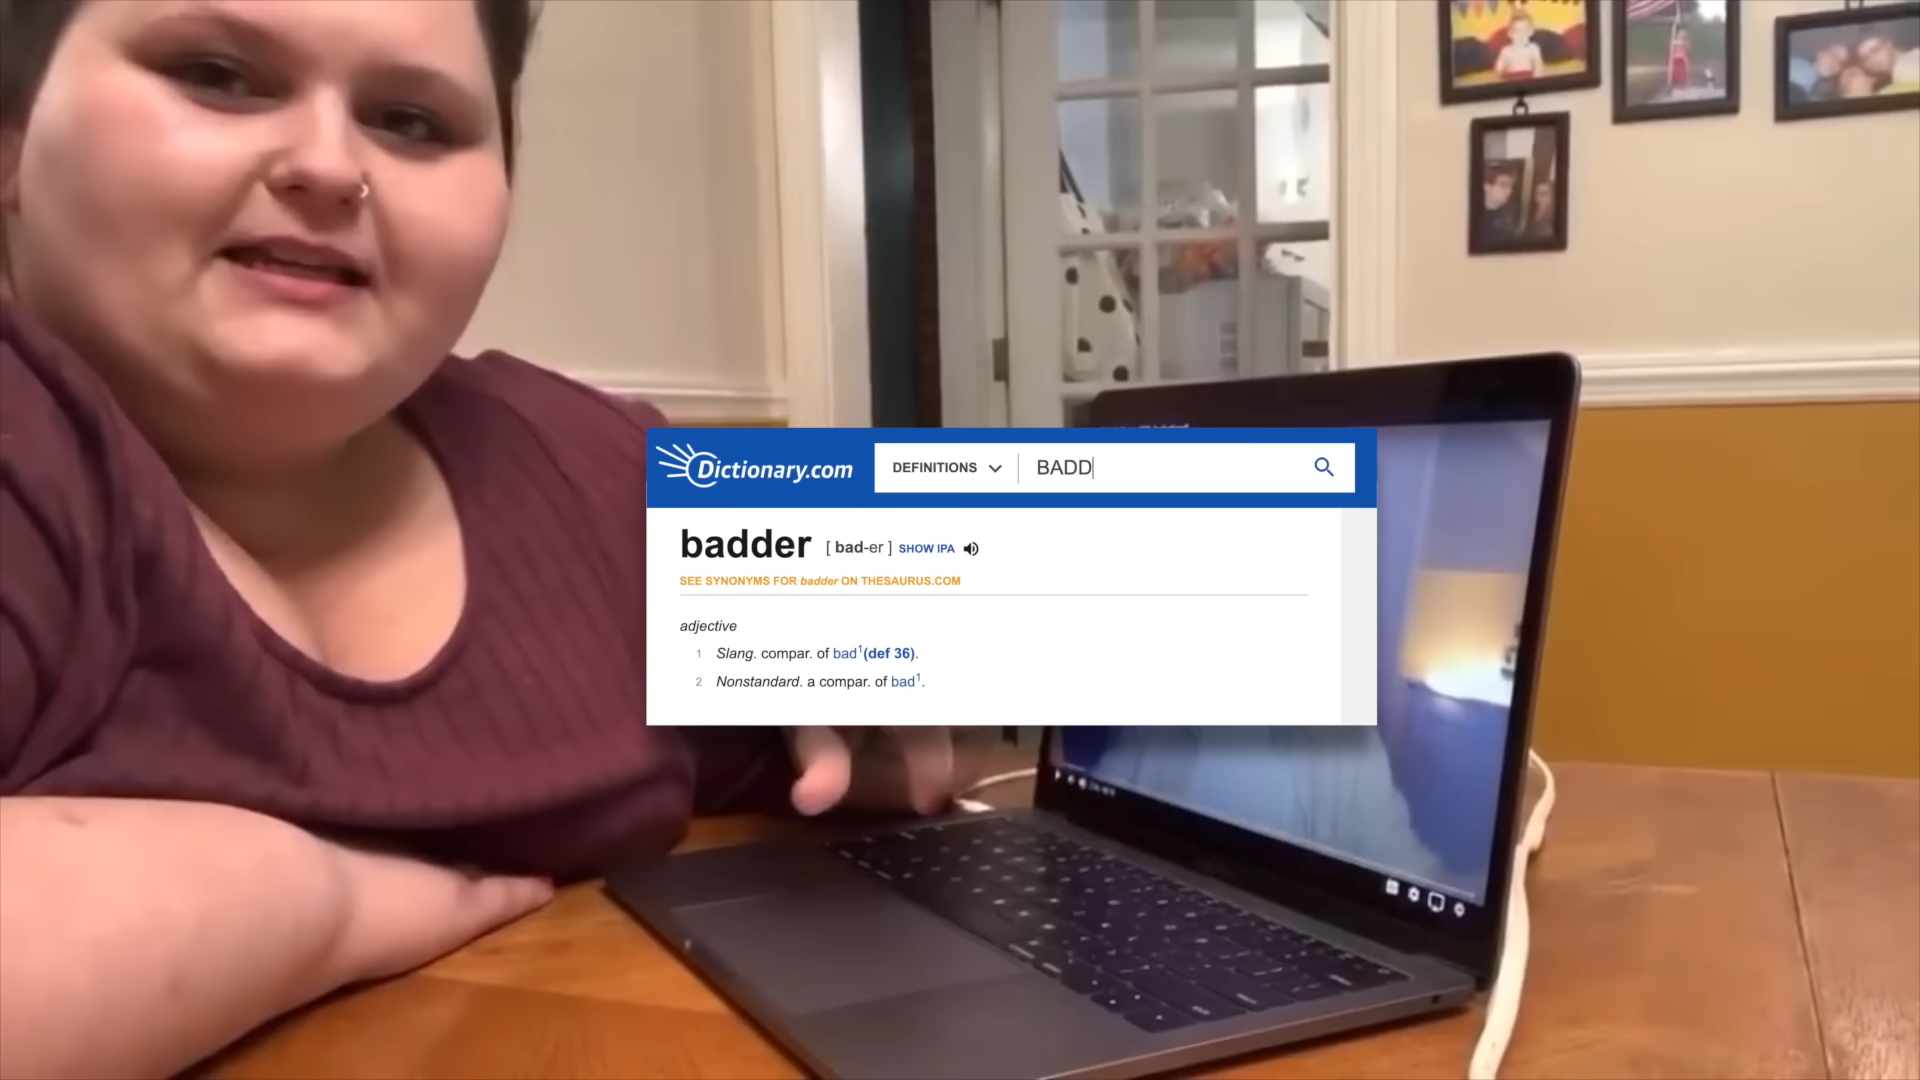 Dictionary.com DEFINITIONS BADD
badder [ bad-er ] SHOW IPA
SEE SYNONYMS FOR badder ON THESAURUS.COM
adjective
1 Slang. compar. of bad1(def 36).
2 Nonstandard. a compar. of bad1.